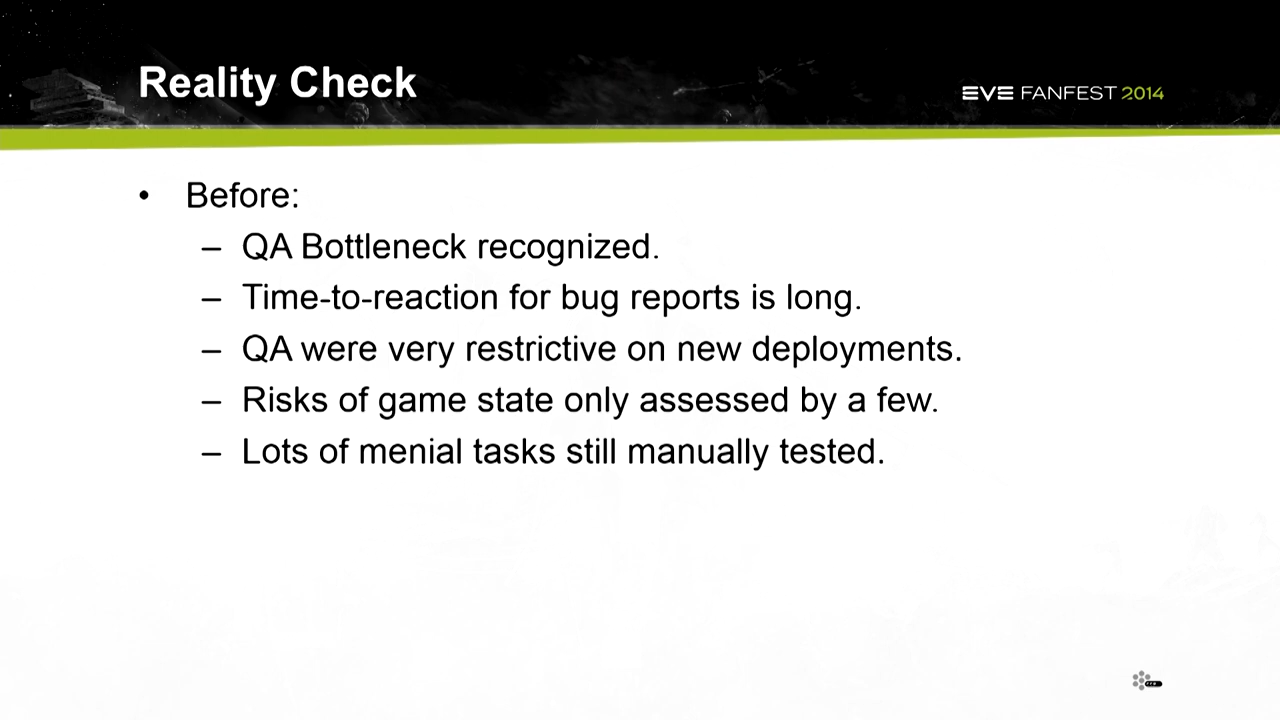 Reality Check
EVE FANFEST 2014
• Before:
– QA Bottleneck recognized.
– Time-to-reaction for bug reports is long.
– QA were very restrictive on new deployments.
– Risks of game state only assessed by a few.
– Lots of menial tasks still manually tested.